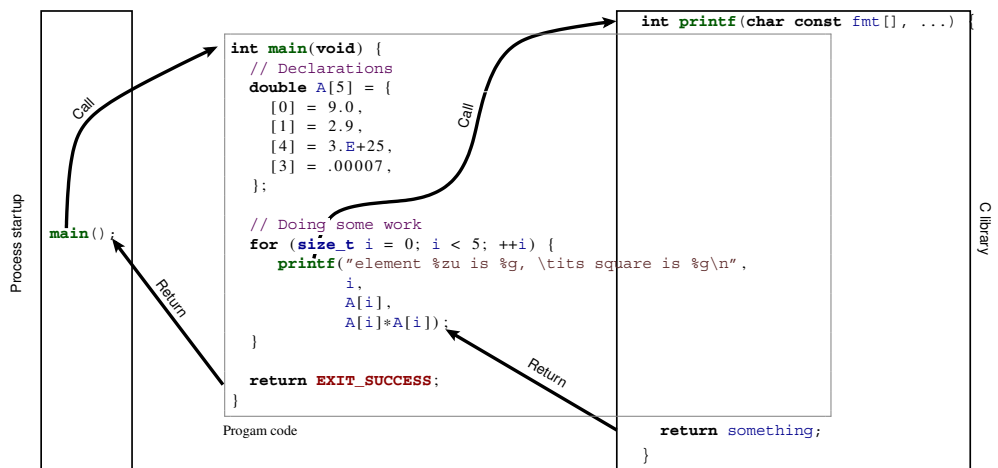 Process startup
main();
Call
Return
int main(void) {
// Declarations
double A[5] = {
[0] = 9.0,
[1] = 2.9,
[4] = 3.E+25,
[3] = .00007,
};
// Doing some work
for (size_t i = 0; i < 5; ++i) {
printf("element %zu is %g, \tits square is %g\n",
i,
A[i],
A[i]*A[i]);
}
return EXIT_SUCCESS;
}
Progam code
Call
Return
int printf(char const fmt[], ...) {
return something;
}
C library